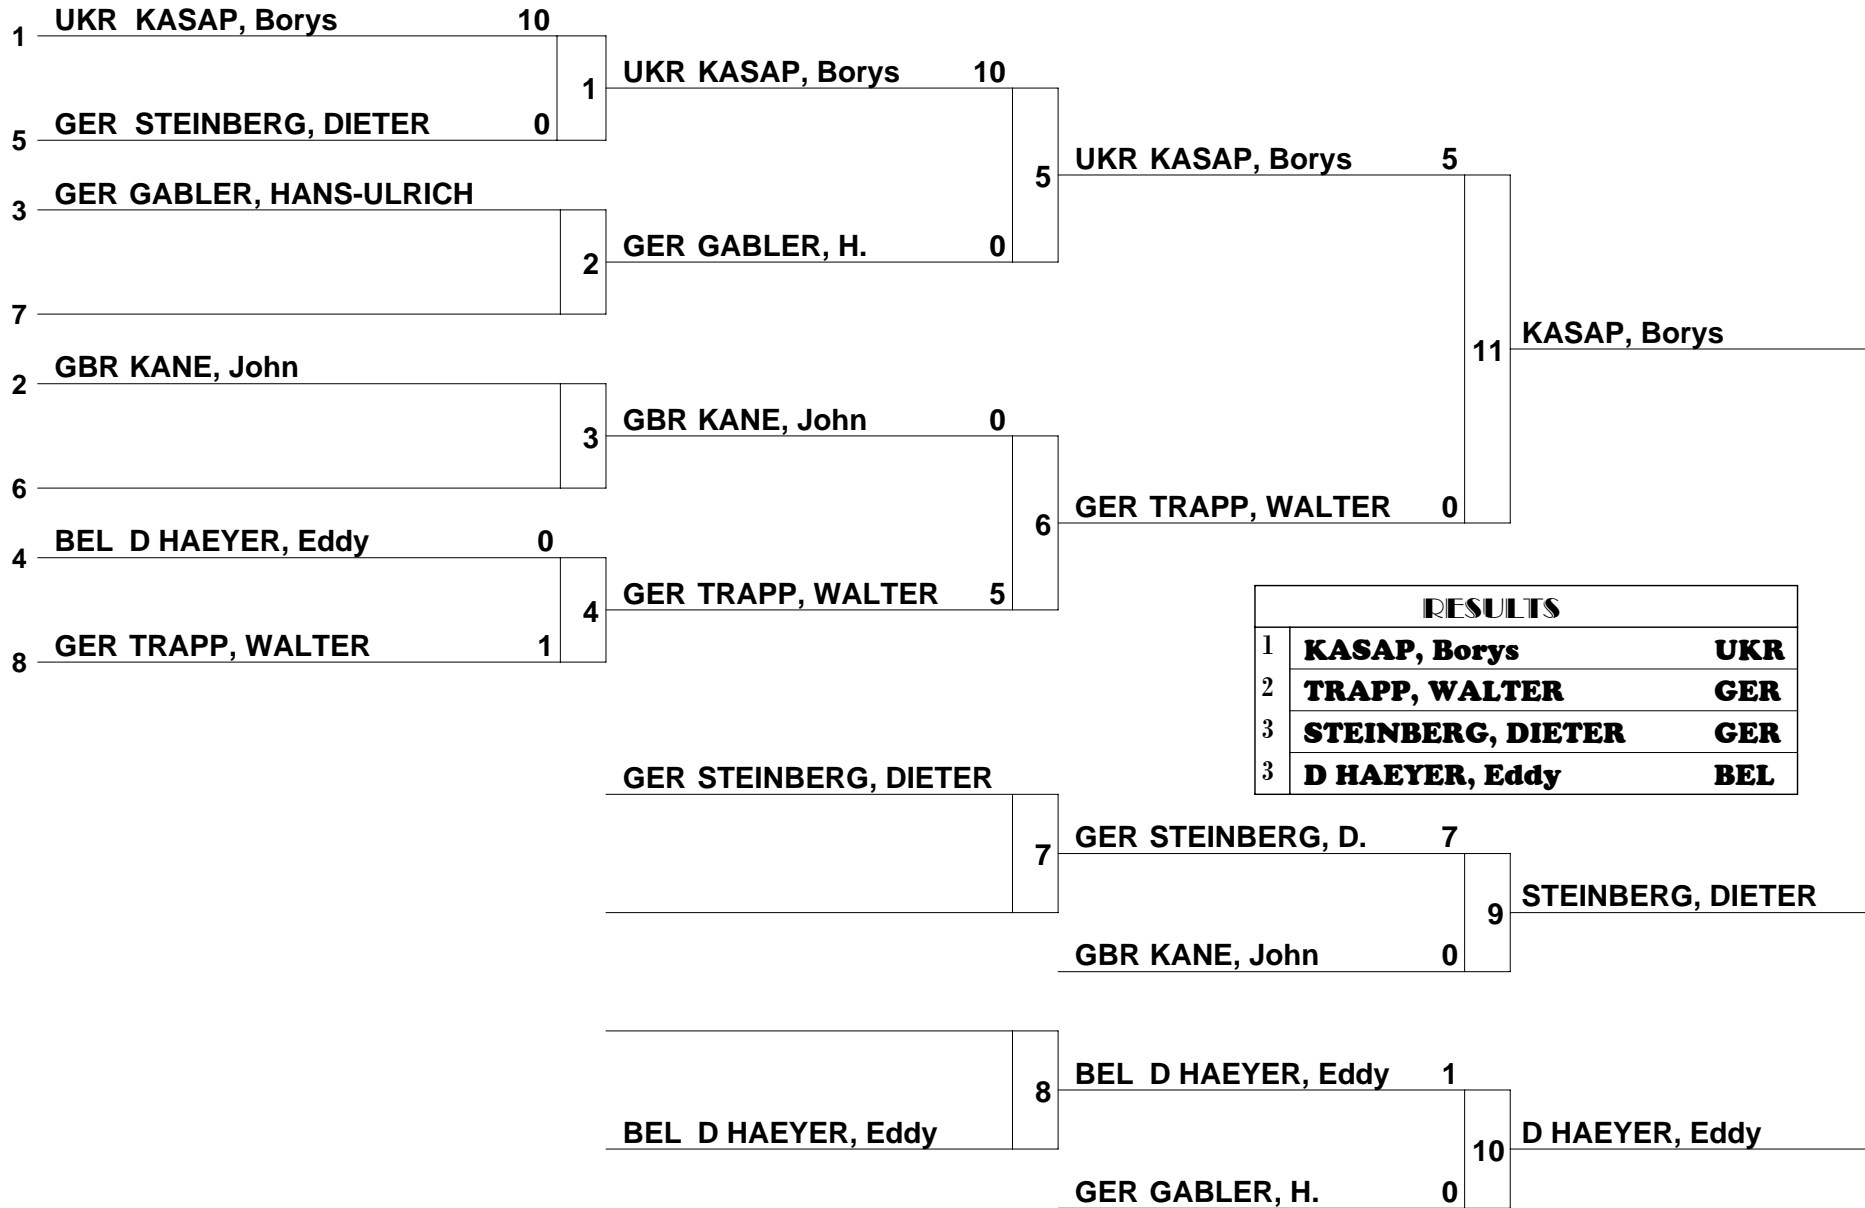 1 UKR KASAP, Borys 10
1
5 GER STEINBERG, DIETER 0
3 GER GABLER, HANS-ULRICH
2
7
2 GBR KANE, John
3
6
4 BEL D HAEYER, Eddy 0
4
8 GER TRAPP, WALTER 1
UKR KASAP, Borys 10
5
GER GABLER, H. 0
GBR KANE, John 0
6
GER TRAPP, WALTER 5
UKR KASAP, Borys 5
11
GER TRAPP, WALTER 0
KASAP, Borys
RESULTS
1 KASAP, Borys UKR
2 TRAPP, WALTER GER
3 STEINBERG, DIETER GER
3 D HAEYER, Eddy BEL
GER STEINBERG, DIETER
7
GER STEINBERG, D. 7
9
GBR KANE, John 0
STEINBERG, DIETER
8
BEL D HAEYER, Eddy
BEL D HAEYER, Eddy 1
10
GER GABLER, H. 0
D HAEYER, Eddy